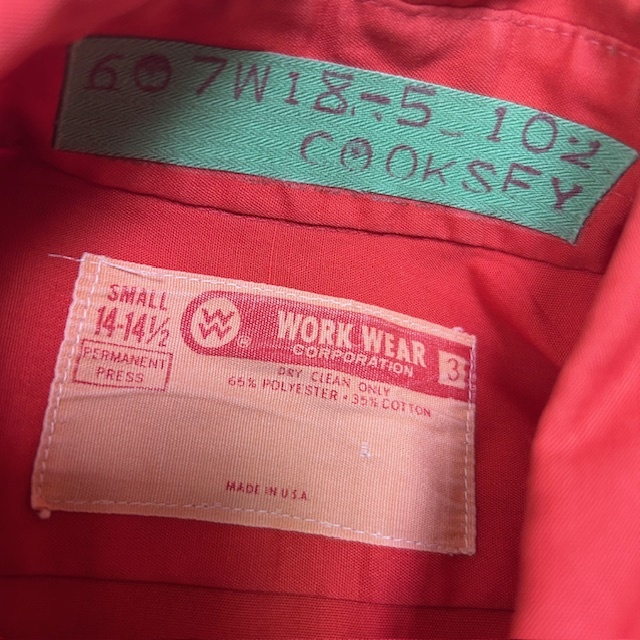 607W18-5 102
COOKSFY
SMALL
14-14½
PERMANENT
PRESS
WW®
WORK WEAR
CORPORATION
3
DRY CLEAN ONLY
65% POLYESTER • 35% COTTON
MADE IN U.S.A.